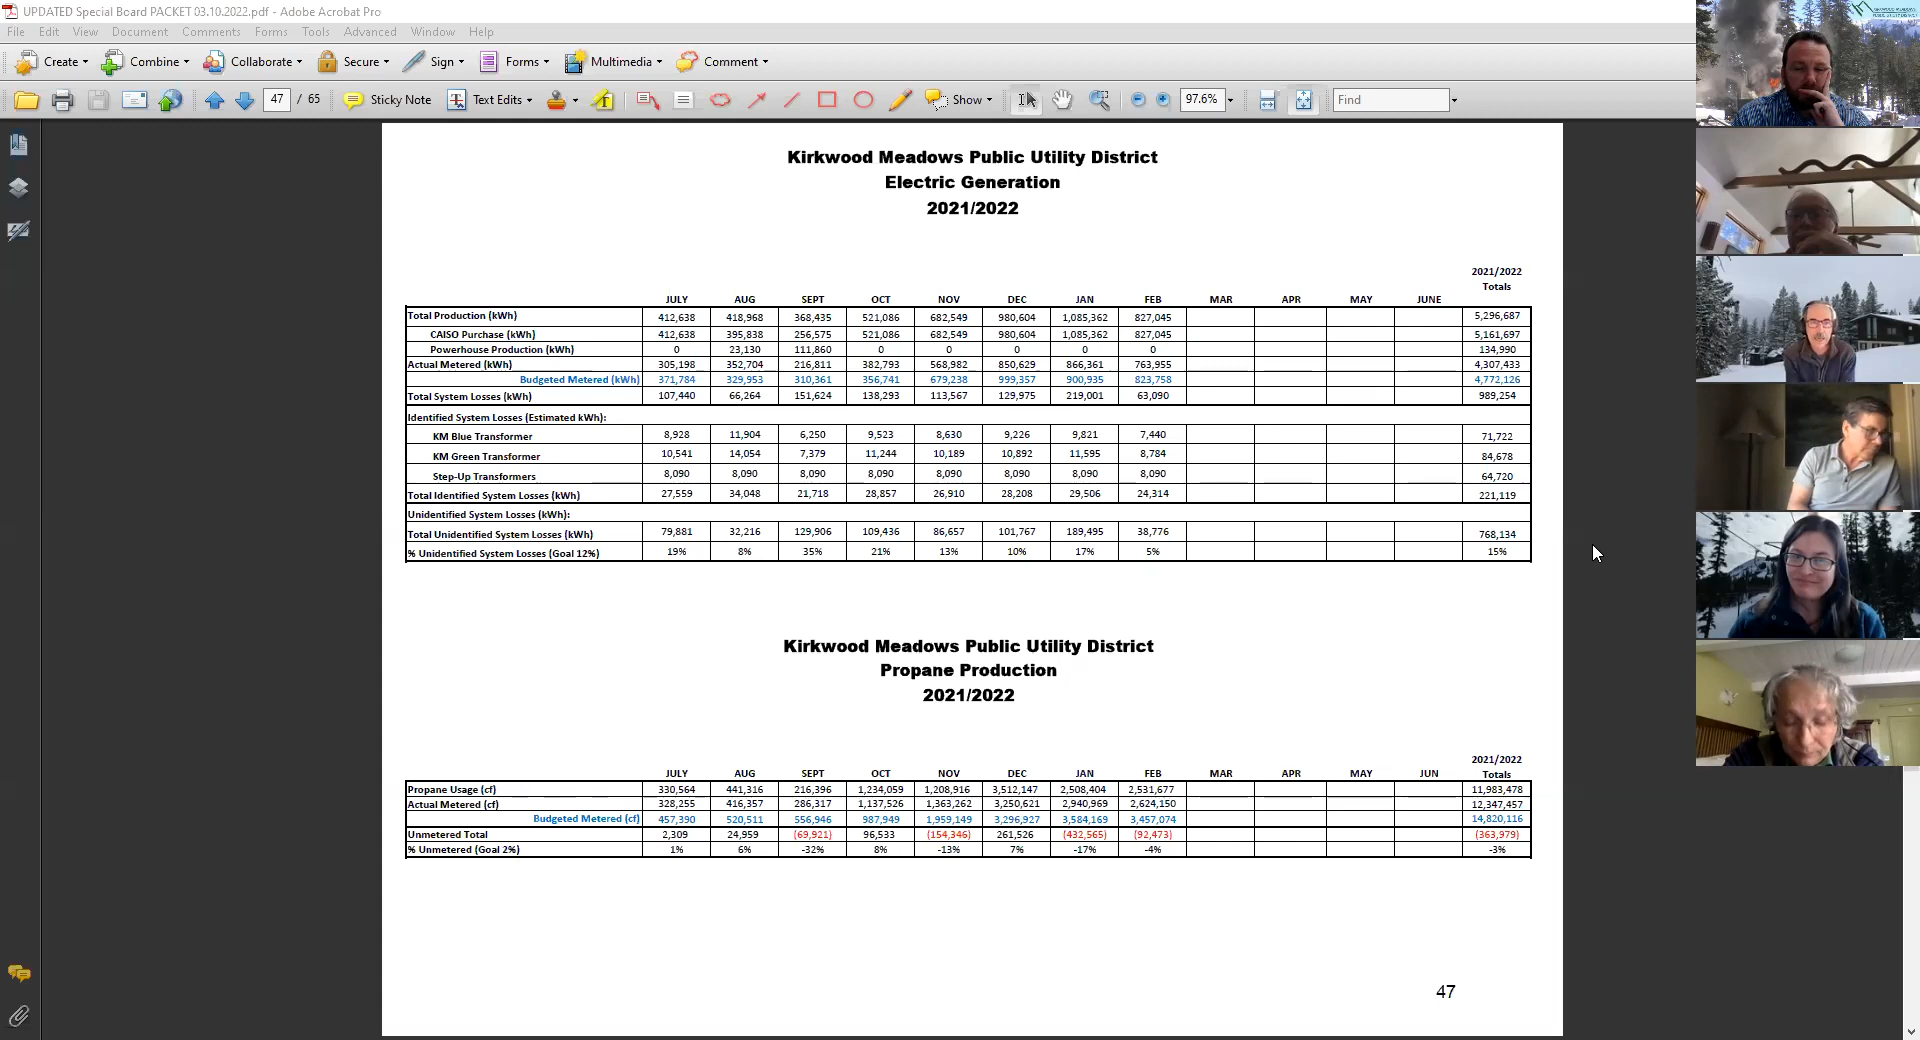 UPDATED Special Board PACKET 03.10.2022.pdf - Adobe Acrobat Pro
File Edit View Document Comments Forms Tools Advanced Window Help
Create Combine Collaborate Secure Sign Forms Multimedia Comment
47 / 65 Sticky Note Text Edits Show 97.6% Find
Kirkwood Meadows Public Utility District
Electric Generation
2021/2022
2021/2022
Totals
JULY AUG SEPT OCT NOV DEC JAN FEB MAR APR MAY JUNE
Total Production (kWh) 412,638 418,968 368,435 521,086 682,549 980,604 1,085,362 827,045 5,296,687
CAISO Purchase (kWh) 412,638 395,838 256,575 521,086 682,549 980,604 1,085,362 827,045 5,161,697
Powerhouse Production (kWh) 0 23,130 111,860 0 0 0 0 0 134,990
Actual Metered (kWh) 305,198 352,704 216,811 382,793 568,982 850,629 866,361 763,955 4,307,433
Budgeted Metered (kWh) 371,784 329,953 310,361 356,741 679,238 999,357 900,935 823,758 4,772,126
Total System Losses (kWh) 107,440 66,264 151,624 138,293 113,567 129,975 219,001 63,090 989,254
Identified System Losses (Estimated kWh):
KM Blue Transformer 8,928 11,904 6,250 9,523 8,630 9,226 9,821 7,440 71,722
KM Green Transformer 10,541 14,054 7,379 11,244 10,189 10,892 11,595 8,784 84,678
Step-Up Transformers 8,090 8,090 8,090 8,090 8,090 8,090 8,090 8,090 64,720
Total Identified System Losses (kWh) 27,559 34,048 21,718 28,857 26,910 28,208 29,506 24,314 221,119
Unidentified System Losses (kWh):
Total Unidentified System Losses (kWh) 79,881 32,216 129,906 109,436 86,657 101,767 189,495 38,776 768,134
% Unidentified System Losses (Goal 12%) 19% 8% 35% 21% 13% 10% 17% 5% 15%
Kirkwood Meadows Public Utility District
Propane Production
2021/2022
2021/2022
JULY AUG SEPT OCT NOV DEC JAN FEB MAR APR MAY JUN Totals
Propane Usage (cf) 330,564 441,316 216,396 1,234,059 1,208,916 3,512,147 2,508,404 2,531,677 11,983,478
Actual Metered (cf) 328,255 416,357 286,317 1,137,526 1,363,262 3,250,621 2,940,969 2,624,150 12,347,457
Budgeted Metered (cf) 457,390 520,511 556,946 987,949 1,959,149 3,296,927 3,584,169 3,457,074 14,820,116
Unmetered Total 2,309 24,959 (69,921) 96,533 (154,346) 261,526 (432,565) (92,473) (363,979)
% Unmetered (Goal 2%) 1% 6% -32% 8% -13% 7% -17% -4% -3%
47